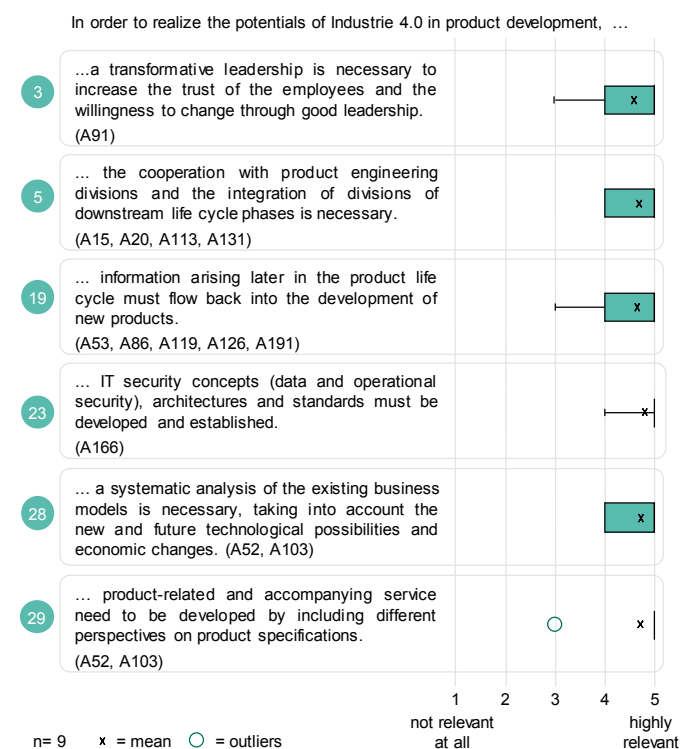 In order to realize the potentials of Industrie 4.0 in product development, …
3
…a transformative leadership is necessary to
increase the trust of the employees and the
willingness to change through good leadership.
(A91)
5
… the cooperation with product engineering
divisions and the integration of divisions of
downstream life cycle phases is necessary.
(A15, A20, A113, A131)
19
… information arising later in the product life
cycle must flow back into the development of
new products.
(A53, A86, A119, A126, A191)
23
… IT security concepts (data and operational
security), architectures and standards must be
developed and established.
(A166)
28
… a systematic analysis of the existing business
models is necessary, taking into account the
new and future technological possibilities and
economic changes. (A52, A103)
29
… product-related and accompanying service
need to be developed by including different
perspectives on product specifications.
(A52, A103)
1 2 3 4 5
not relevant
at all
highly
relevant
n= 9 x = mean = outliers